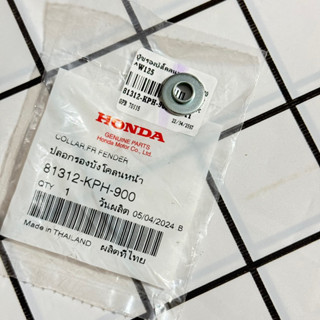 AW125
81312-KPH-9
HONDA
GENUINE PARTS
Honda Motor Co., Ltd.
COLLAR,FR FENDER
ปลอกรองบังโคลนหน้า
81312-KPH-900
QTY 1
วันผลิต 05/04/2024 B
Made in THAILAND
ผลิตที่ไทย